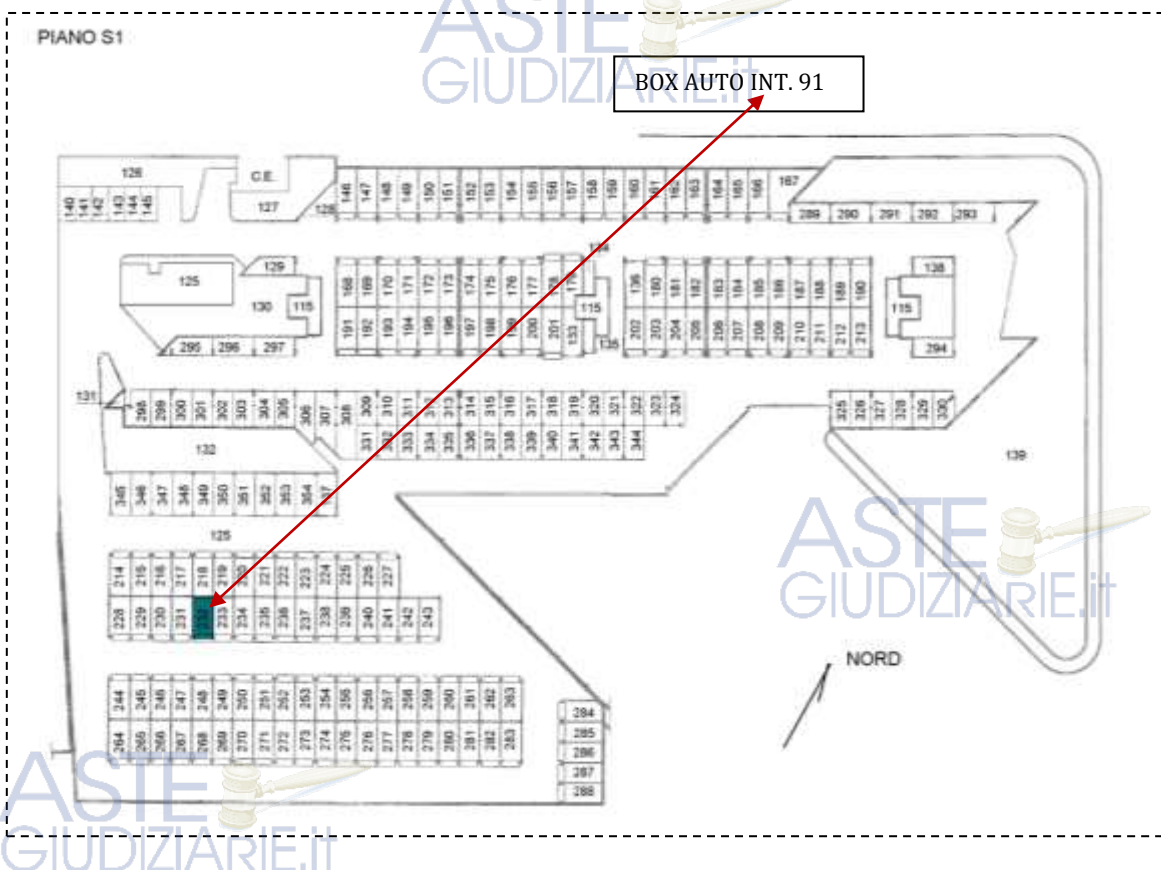 PIANO S1
ASTE
GIUDIZIARIE.it
BOX AUTO INT. 91
126 C.E.
140 141 142 143 144 145 127 146 147 148 149 150 151 152 153 154 155 156 157 158 159 160 161 162 163 164 165 166 167
289 290 291 292 293
125 129 130 115 168 169 170 171 172 173 174 175 176 177 115 136 180 181 182 183 184 185 186 187 188 189 190 115 138
191 192 193 194 195 196 197 198 199 200 201 133 135 202 203 204 205 206 207 208 209 210 211 212 213
295 296 297 294
131 298 299 300 301 302 303 304 305 306 307 308 309 310 311 313 314 315 316 317 318 319 320 321 322 323 324 325 326 327 328 329 330
132 331 332 333 334 335 336 337 338 339 340 341 342 343 344 139
345 346 347 348 349 350 351 352 353 354
125
ASTE
GIUDIZIARIE.it
214 215 216 217 218 219 220 221 222 223 224 225 226 227
228 229 230 231 232 233 234 235 236 237 238 239 240 241 242 243
NORD
244 245 246 247 248 249 250 251 252 253 254 255 256 257 258 259 260 261 262 263
264 265 266 267 268 269 270 271 272 273 274 275 276 277 278 279 280 281 282 283
284
285
286
287
288
ASTE
GIUDIZIARIE.it